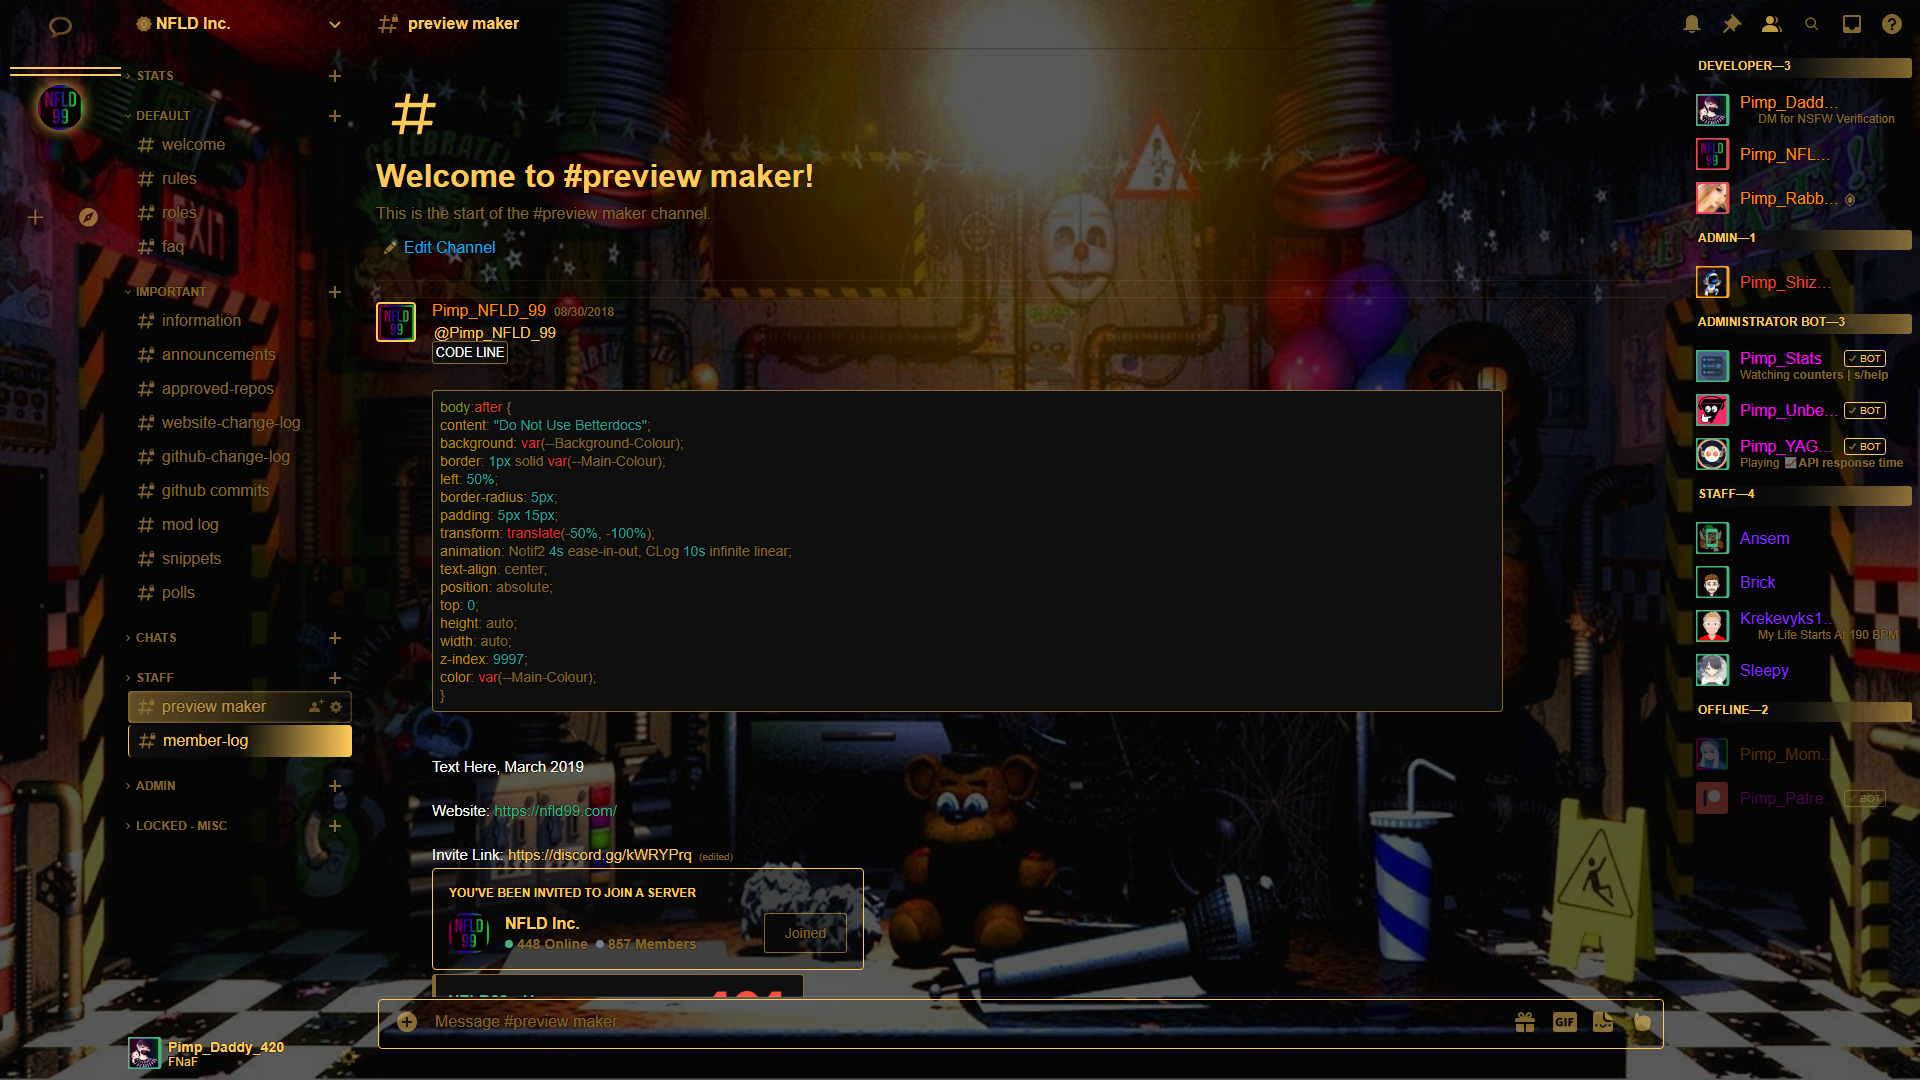 NFLD Inc.
preview maker
STATS
DEFAULT
welcome
rules
roles
faq
IMPORTANT
information
announcements
approved-repos
website-change-log
github-change-log
github commits
mod log
snippets
polls
CHATS
STAFF
preview maker
member-log
ADMIN
LOCKED - MISC
Pimp_Daddy_420
FNaF
NFLD
99
CELEBRATE!
EXIT
#
Welcome to #preview maker!
This is the start of the #preview maker channel.
Edit Channel
Pimp_NFLD_99 08/30/2018
@Pimp_NFLD_99
CODE LINE
body:after {
content: "Do Not Use Betterdocs";
background: var(--Background-Colour);
border: 1px solid var(--Main-Colour);
left: 50%;
border-radius: 5px;
padding: 5px 15px;
transform: translate(-50%, -100%);
animation: Notif2 4s ease-in-out, CLog 10s infinite linear;
text-align: center;
position: absolute;
top: 0;
height: auto;
width: auto;
z-index: 9997;
color: var(--Main-Colour);
}
Text Here, March 2019
Website: https://nfld99.com/
Invite Link: https://discord.gg/kWRYPrq (edited)
YOU'VE BEEN INVITED TO JOIN A SERVER
NFLD Inc.
448 Online 857 Members
Joined
Message #preview maker
GIF
DEVELOPER—3
Pimp_Dadd...
DM for NSFW Verification
Pimp_NFL...
Pimp_Rabb...
ADMIN—1
Pimp_Shiz...
ADMINISTRATOR BOT—3
Pimp_Stats ✓ BOT
Watching counters | s/help
Pimp_Unbe... ✓ BOT
Pimp_YAG... ✓ BOT
Playing API response time
STAFF—4
Ansem
Brick
Krekevyks1...
My Life Starts At 190 BPM
Sleepy
OFFLINE—2
Pimp_Mom...
Pimp_Patre... ✓ BOT